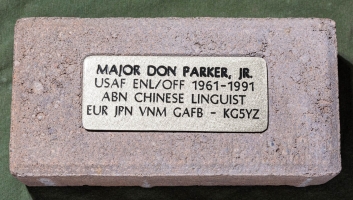 MAJOR DON PARKER, JR.
USAF ENL/OFF 1961-1991
ABN CHINESE LINGUIST
EUR JPN VNM GAFB - KG5YZ